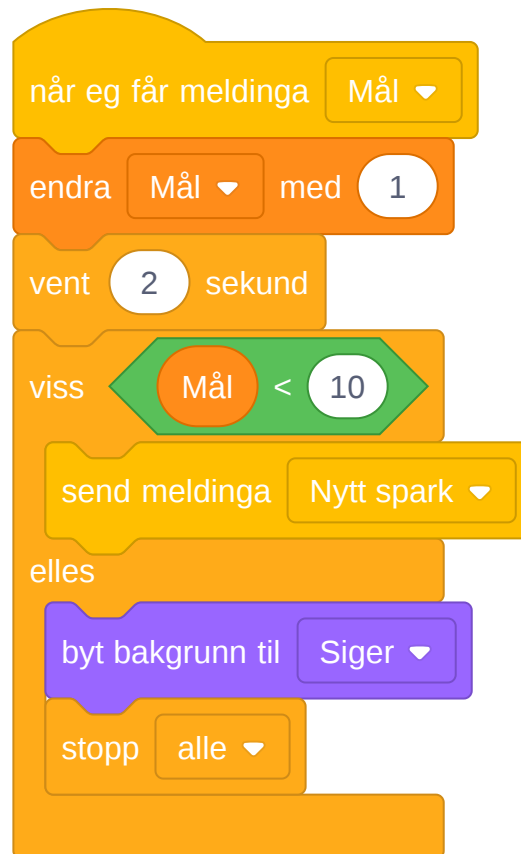 når eg får meldinga Mål
endra Mål med 1
vent 2 sekund
viss Mål < 10
send meldinga Nytt spark
elles
byt bakgrunn til Siger
stopp alle